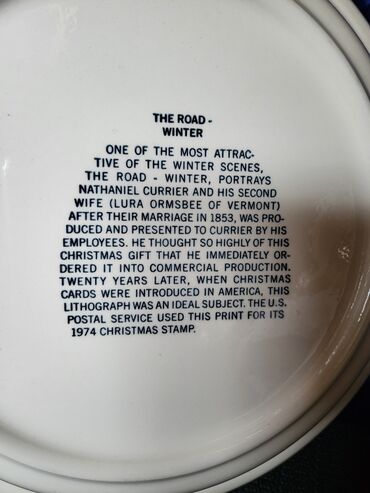 THE ROAD -
WINTER
ONE OF THE MOST ATTRAC-
TIVE OF THE WINTER SCENES,
THE ROAD - WINTER, PORTRAYS
NATHANIEL CURRIER AND HIS SECOND
WIFE (LURA ORMSBEE OF VERMONT)
AFTER THEIR MARRIAGE IN 1853, WAS PRO-
DUCED AND PRESENTED TO CURRIER BY HIS
EMPLOYEES. HE THOUGHT SO HIGHLY OF THIS
CHRISTMAS GIFT THAT HE IMMEDIATELY OR-
DERED IT INTO COMMERCIAL PRODUCTION.
TWENTY YEARS LATER, WHEN CHRISTMAS
CARDS WERE INTRODUCED IN AMERICA, THIS
LITHOGRAPH WAS AN IDEAL SUBJECT. THE U.S.
POSTAL SERVICE USED THIS PRINT FOR ITS
1974 CHRISTMAS STAMP.